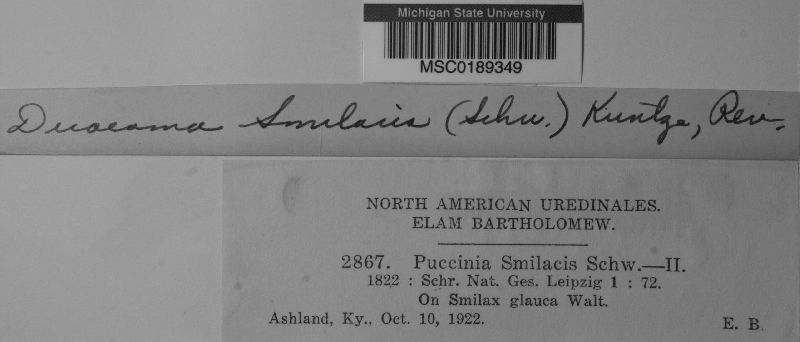 Michigan State University
MSC0189349
Dicaeoma Smilacis (Schw.) Kuntze, Rev.
NORTH AMERICAN UREDINALES.
ELAM BARTHOLOMEW.
2867. Puccinia Smilacis Schw.—II.
1822 : Schr. Nat. Ges. Leipzig 1 : 72.
On Smilax glauca Walt.
Ashland, Ky., Oct. 10, 1922.
E. B.